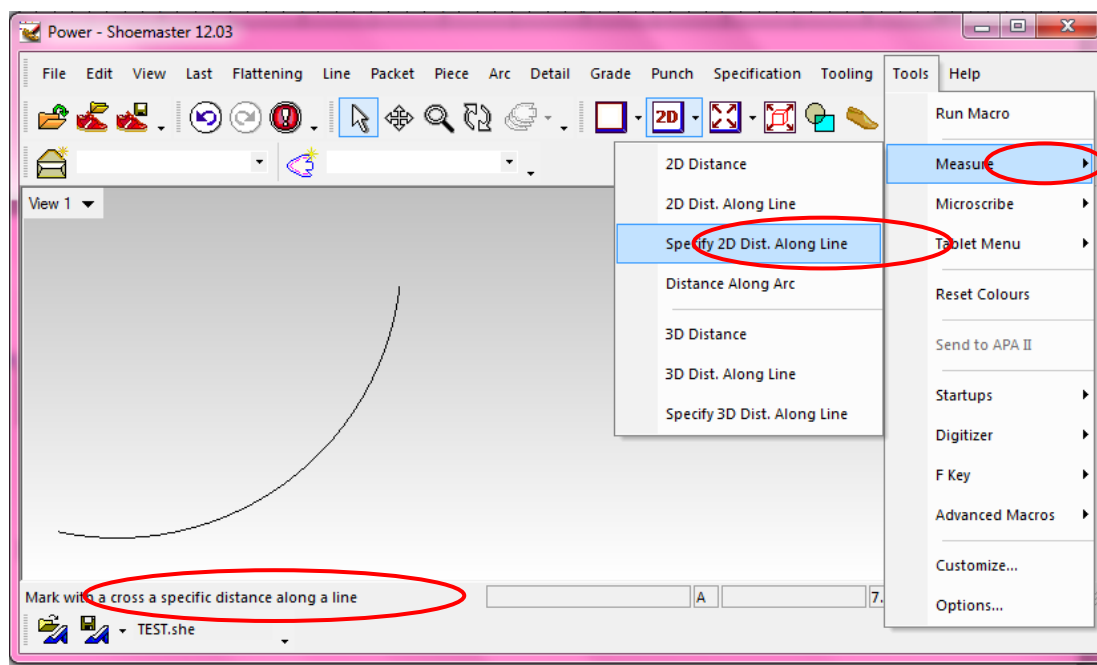 Power - Shoemaster 12.03
File Edit View Last Flattening Line Packet Piece Arc Detail Grade Punch Specification Tooling Tools Help
2D
View 1
Run Macro
Measure
Microscribe
Tablet Menu
Reset Colours
Send to APA II
Startups
Digitizer
F Key
Advanced Macros
Customize...
Options...
2D Distance
2D Dist. Along Line
Specify 2D Dist. Along Line
Distance Along Arc
3D Distance
3D Dist. Along Line
Specify 3D Dist. Along Line
Mark with a cross a specific distance along a line
A
7.
TEST.she